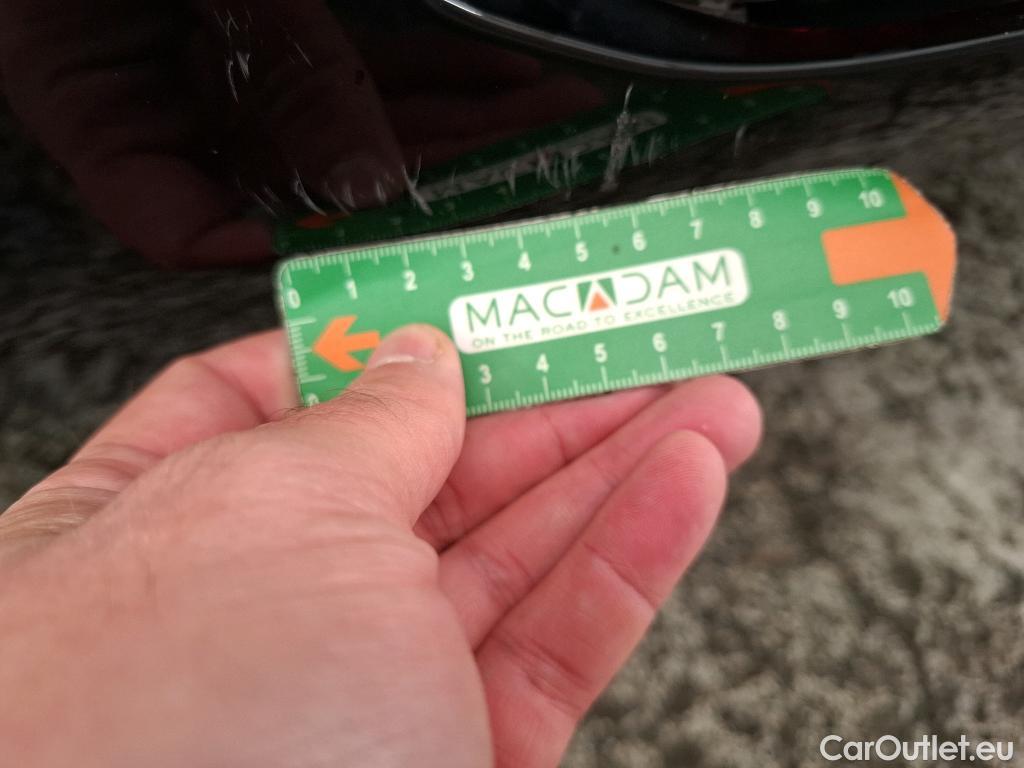 0 1 2 3 4 5 6 7 8 9 10
MACADAM
ON THE ROAD TO EXCELLENCE
3 4 5 6 7 8 9 10
CarOutlet.eu